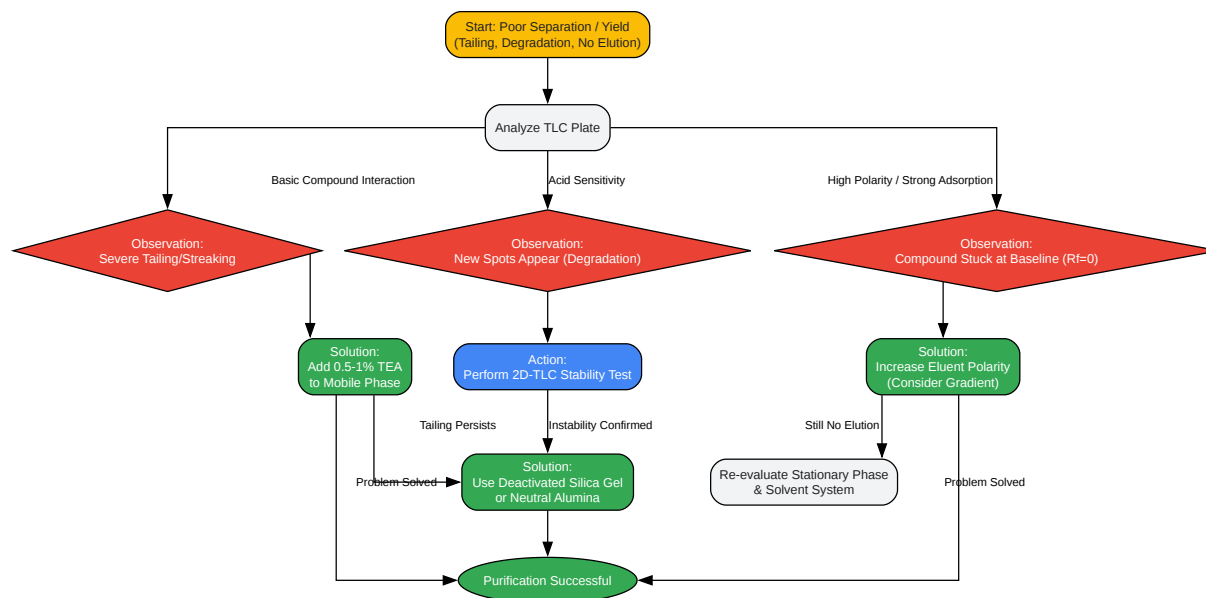 Start: Poor Separation / Yield
(Tailing, Degradation, No Elution)
Analyze TLC Plate
Basic Compound Interaction
Acid Sensitivity
High Polarity / Strong Adsorption
Observation:
Severe Tailing/Streaking
Observation:
New Spots Appear (Degradation)
Observation:
Compound Stuck at Baseline (Rf=0)
Solution:
Add 0.5-1% TEA
to Mobile Phase
Action:
Perform 2D-TLC Stability Test
Solution:
Increase Eluent Polarity
(Consider Gradient)
Tailing Persists
Instability Confirmed
Still No Elution
Problem Solved
Solution:
Use Deactivated Silica Gel
or Neutral Alumina
Re-evaluate Stationary Phase
& Solvent System
Problem Solved
Purification Successful